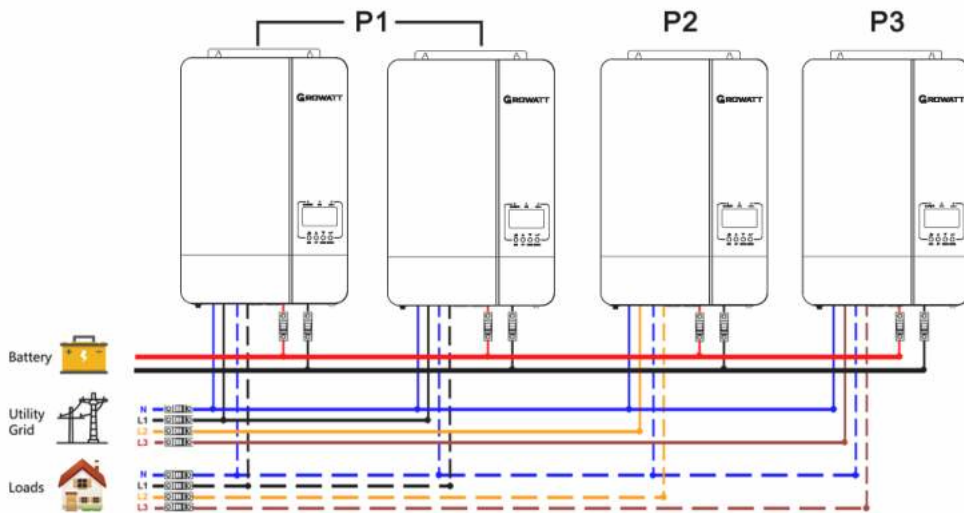 P1
P2
P3
GROWATT
GROWATT
GROWATT
GROWATT
Battery
Utility
Grid
N
L1
L2
L3
Loads
N
L1
L2
L3